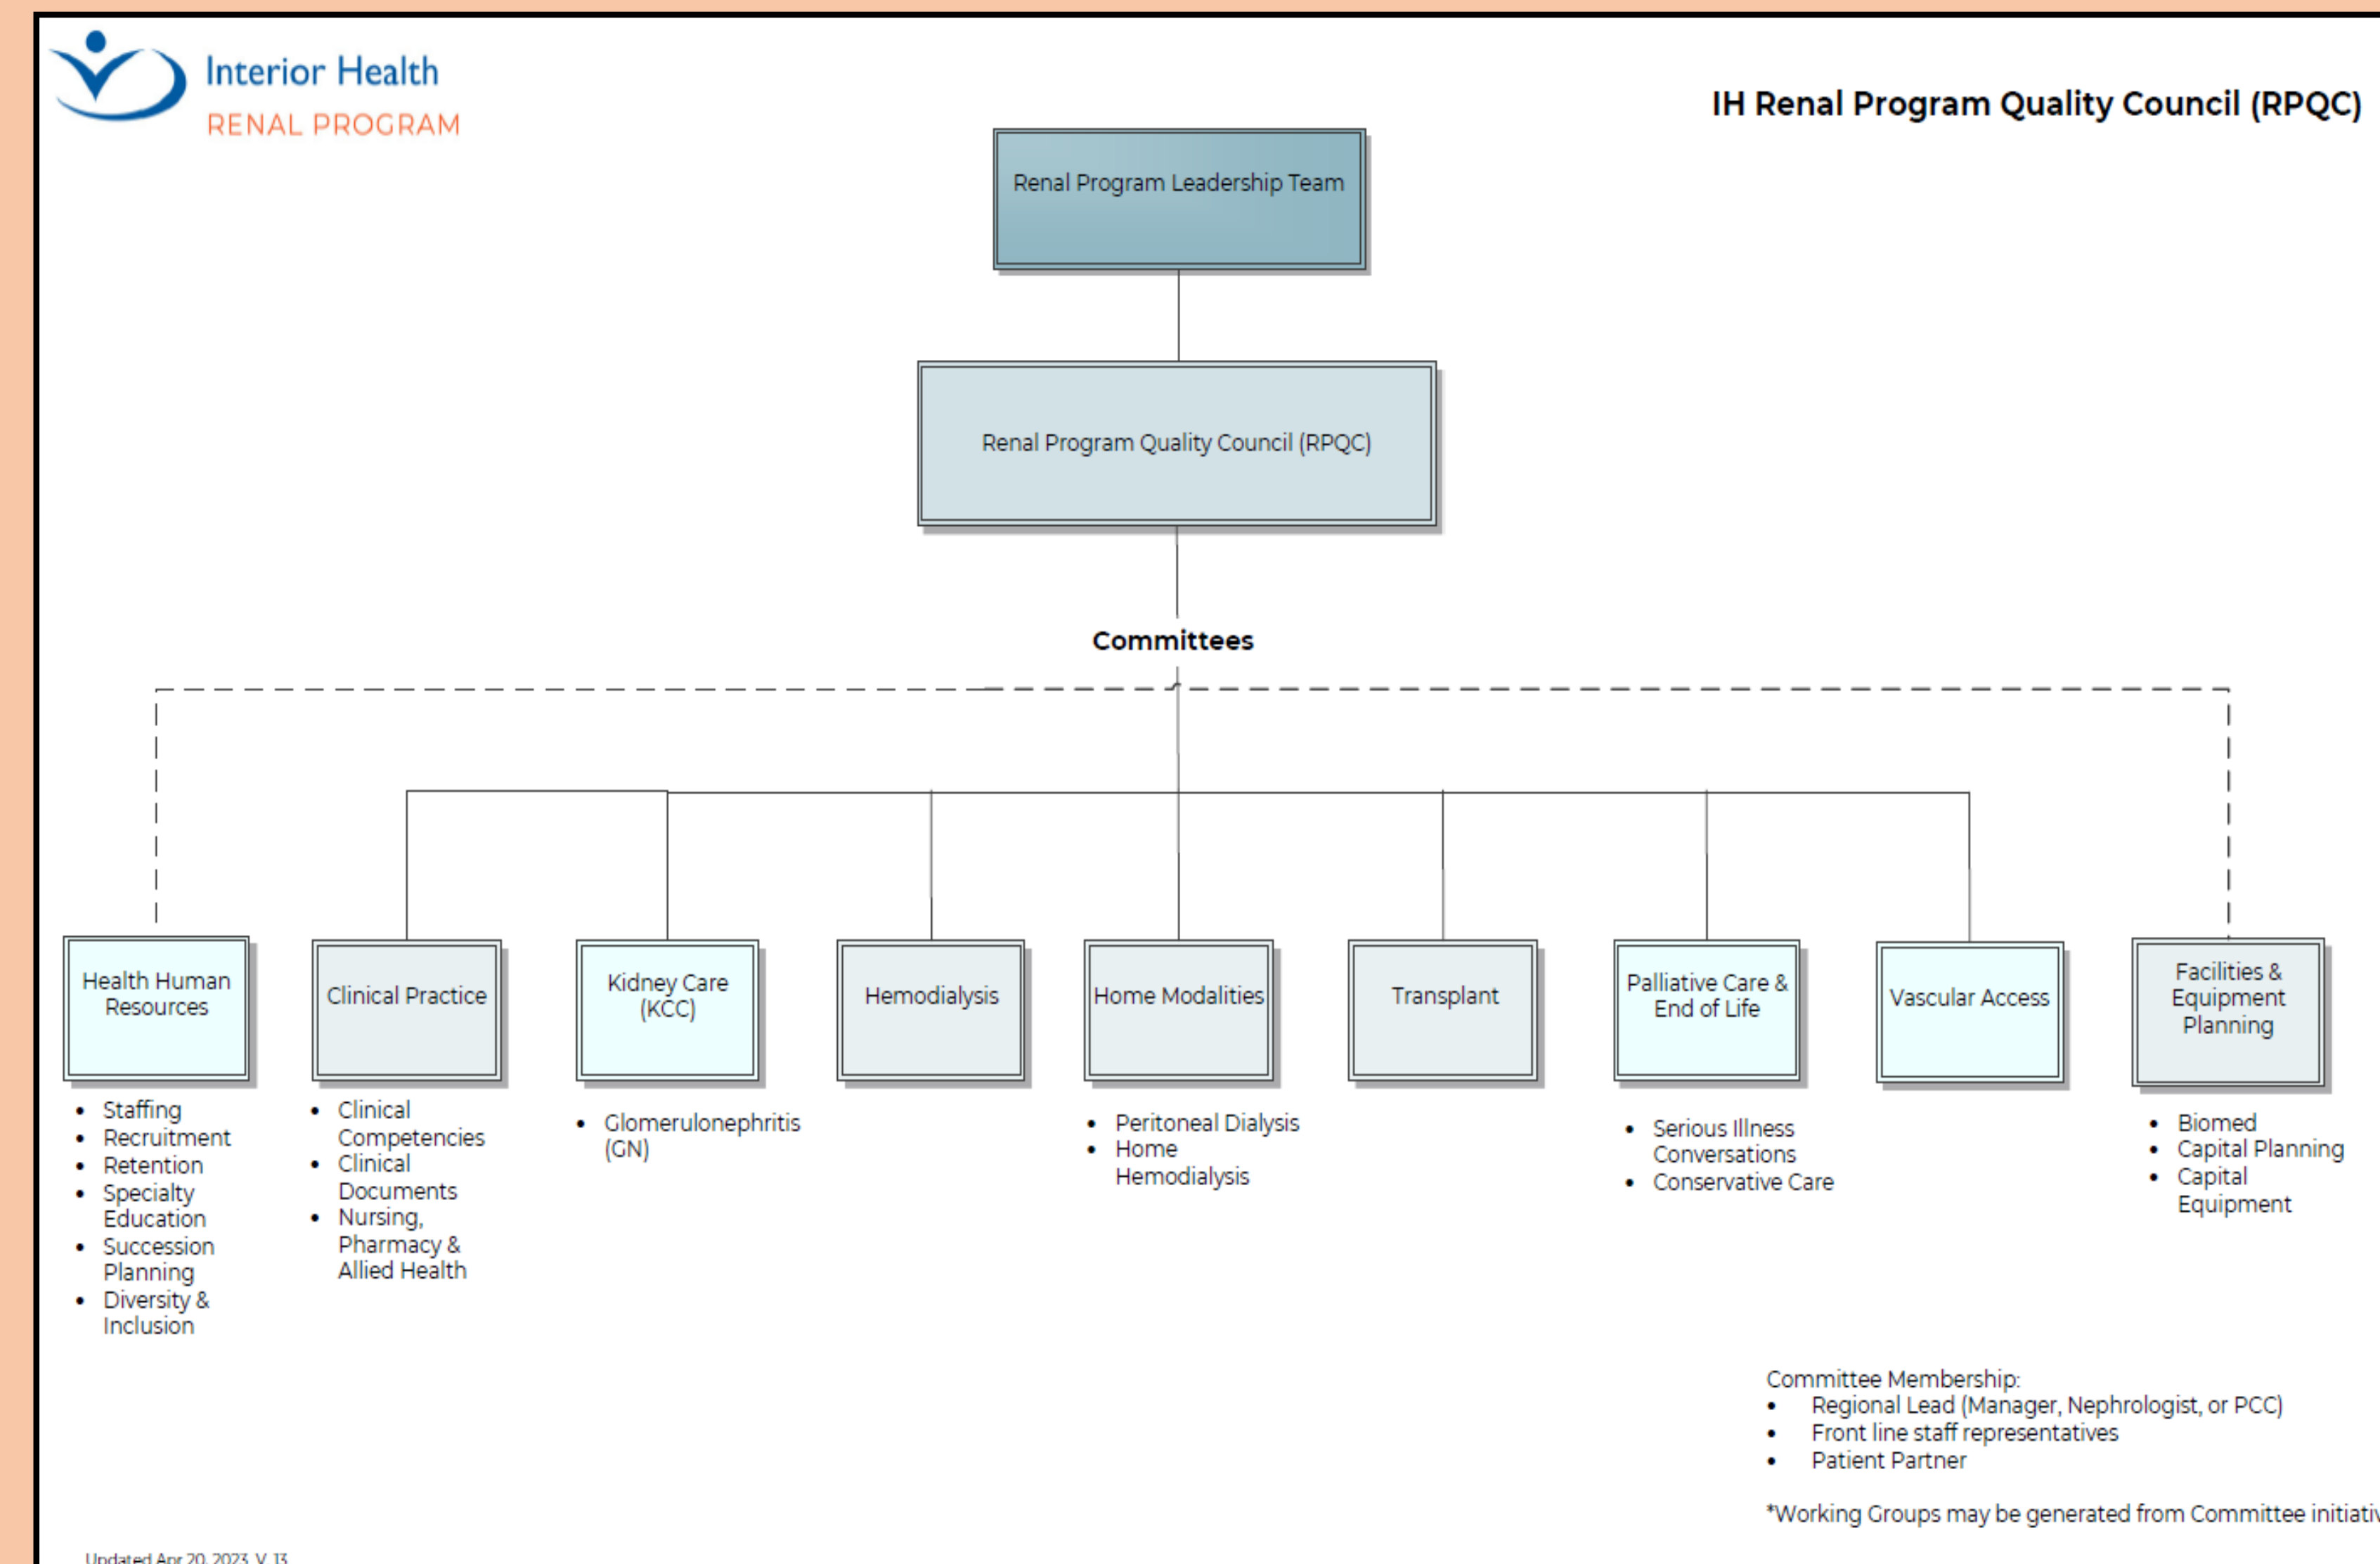 Interior Health
RENAL PROGRAM
IH Renal Program Quality Council (RPQC)
Renal Program Leadership Team
Renal Program Quality Council (RPQC)
Committees
Health Human
Resources
• Staffing
• Recruitment
• Retention
• Specialty
Education
• Succession
Planning
• Diversity &
Inclusion
Clinical Practice
• Clinical
Competencies
• Clinical
Documents
• Nursing,
Pharmacy &
Allied Health
Kidney Care
(KCC)
• Glomerulonephritis
(GN)
Hemodialysis
Home Modalities
• Peritoneal Dialysis
• Home
Hemodialysis
Transplant
Palliative Care &
End of Life
• Serious Illness
Conversations
• Conservative Care
Vascular Access
Facilities &
Equipment
Planning
• Biomed
• Capital Planning
• Capital
Equipment
Committee Membership:
• Regional Lead (Manager, Nephrologist, or PCC)
• Front line staff representatives
• Patient Partner
*Working Groups may be generated from Committee
Updated Apr 20, 2023 V. 13